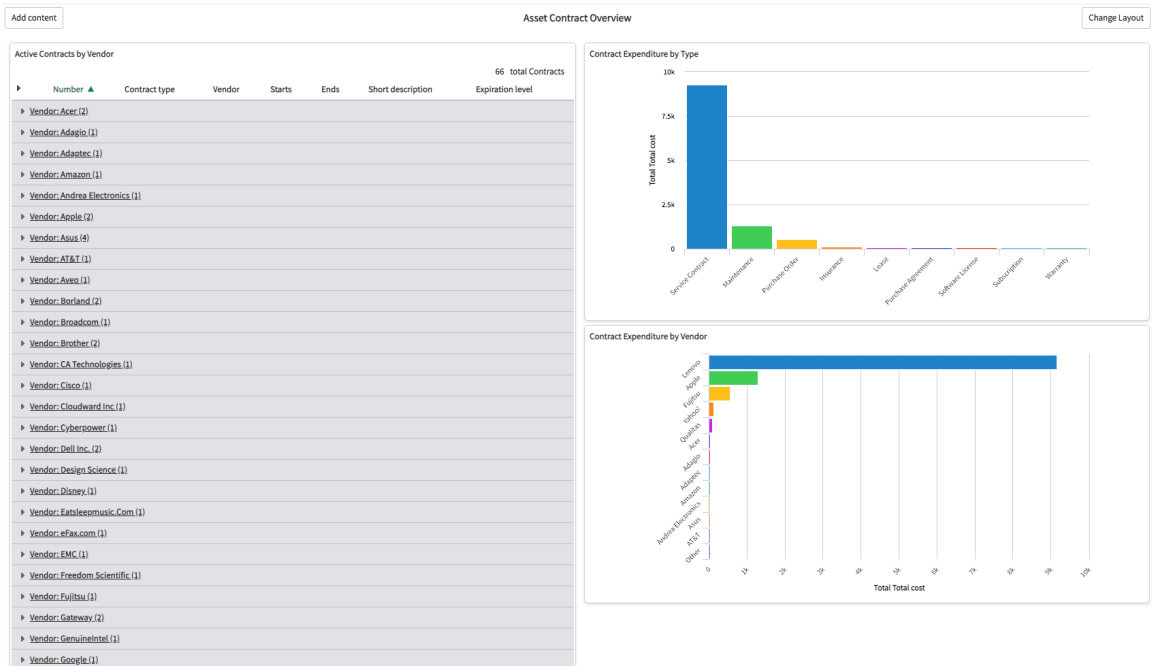 Add content
Asset Contract Overview
Change Layout
Active Contracts by Vendor
66 total Contracts
Number ▲ Contract type Vendor Starts Ends Short description Expiration level
Vendor: Acer (2)
Vendor: Adagio (1)
Vendor: Adaptec (1)
Vendor: Amazon (1)
Vendor: Andrea Electronics (1)
Vendor: Apple (2)
Vendor: Asus (4)
Vendor: AT&T (1)
Vendor: Aveo (1)
Vendor: Borland (2)
Vendor: Broadcom (1)
Vendor: Brother (2)
Vendor: CA Technologies (1)
Vendor: Cisco (1)
Vendor: Cloudward Inc (1)
Vendor: Cyberpower (1)
Vendor: Dell Inc. (2)
Vendor: Design Science (1)
Vendor: Disney (1)
Vendor: Eatsleepmusic.Com (1)
Vendor: eFax.com (1)
Vendor: EMC (1)
Vendor: Freedom Scientific (1)
Vendor: Fujitsu (1)
Vendor: Gateway (2)
Vendor: GenuineIntel (1)
Vendor: Google (1)
Contract Expenditure by Type
10k
7.5k
5k
2.5k
0
Total Total cost
Service Contract
Maintenance
Purchase Order
Insurance
Lease
Purchase Agreement
Software License
Subscription
Warranty
Contract Expenditure by Vendor
Lenovo
Apple
Fujitsu
Yahoo!
Qualitas
Acer
Adagio
Adaptec
Amazon
Andrea Electronics
Asus
AT&T
Other
0 1k 2k 3k 4k 5k 6k 7k 8k 9k 10k
Total Total cost